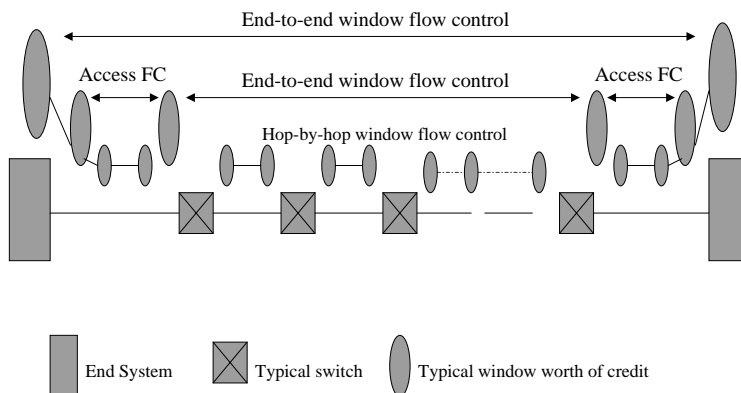 End-to-end window flow control
Access FC
End-to-end window flow control
Access FC
Hop-by-hop window flow control
End System
Typical switch
Typical window worth of credit